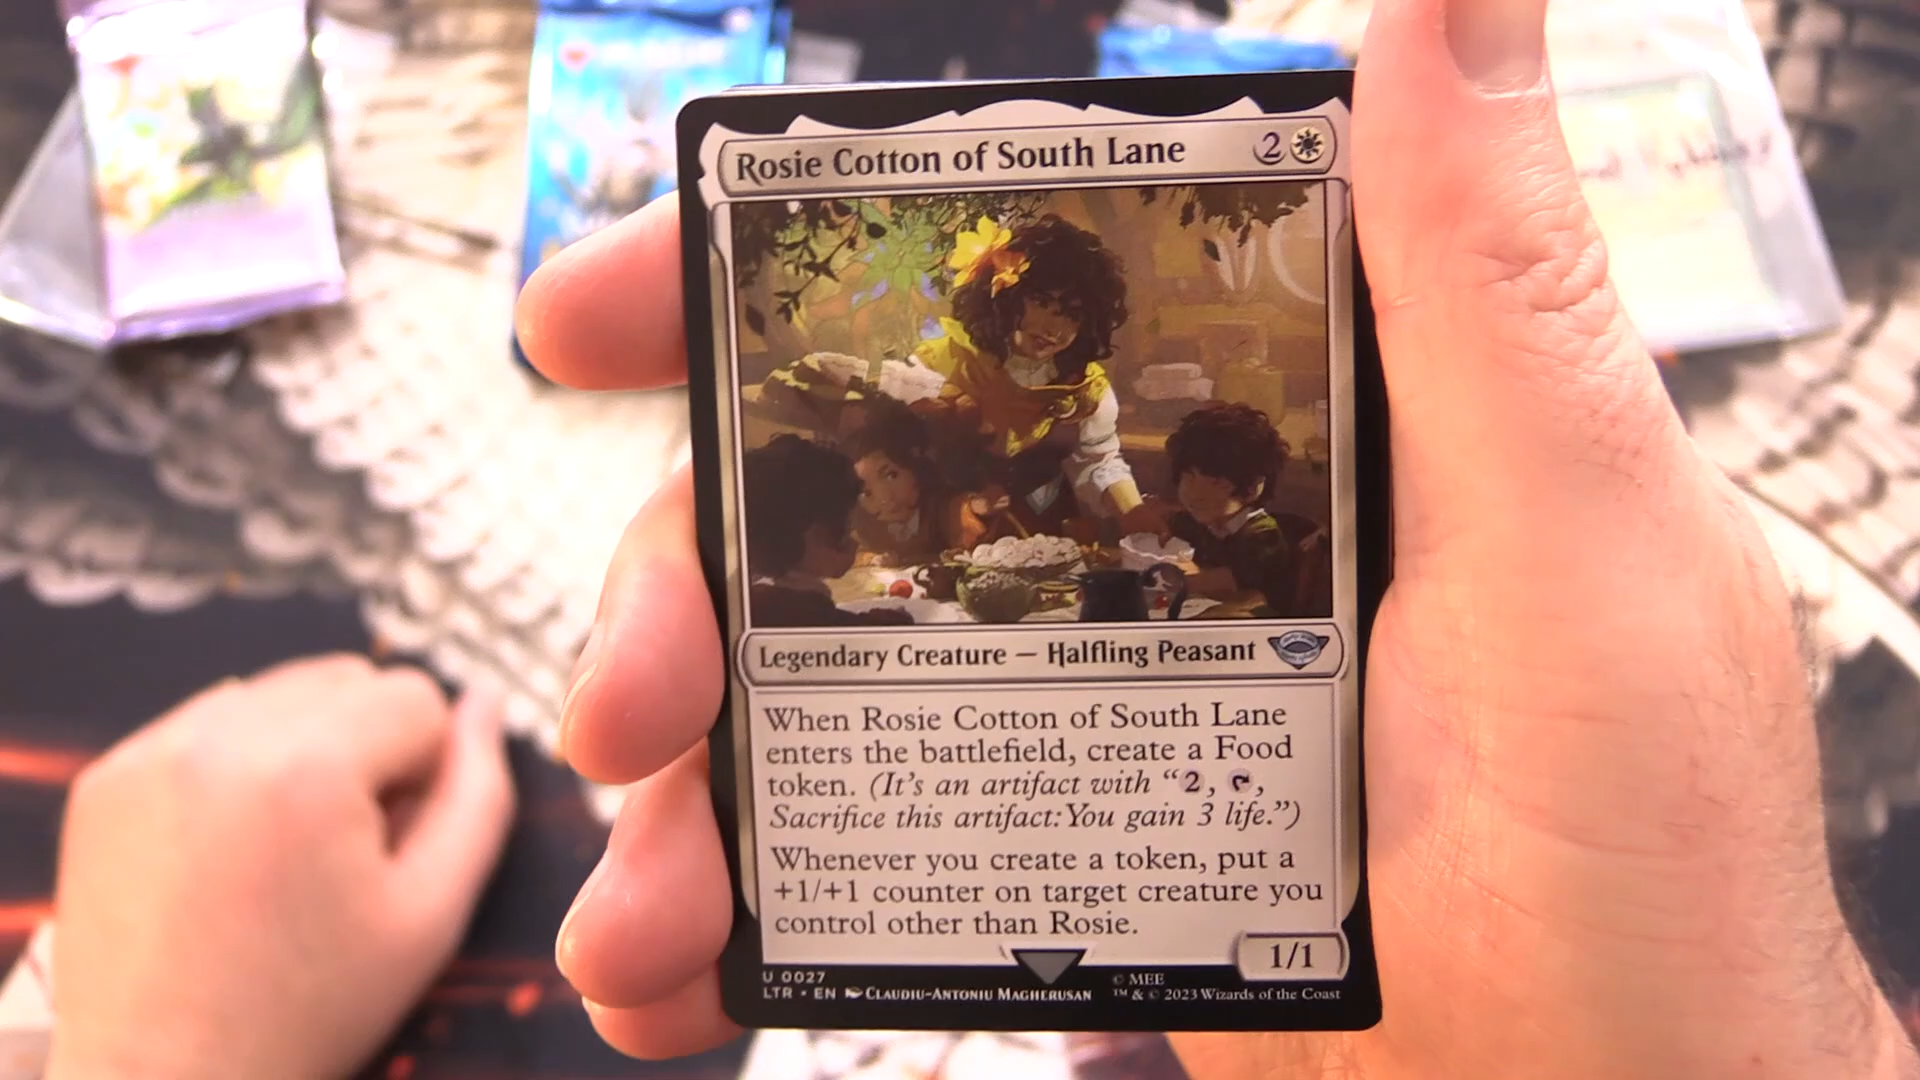 Rosie Cotton of South Lane 2
Legendary Creature — Halfling Peasant
When Rosie Cotton of South Lane
enters the battlefield, create a Food
token. (It's an artifact with “2, ,
Sacrifice this artifact: You gain 3 life.”)
Whenever you create a token, put a
+1/+1 counter on target creature you
control other than Rosie.
1/1
U 0027
LTR • EN Claudiu-Antoniu Magherusan
© MEE
™ & © 2023 Wizards of the Coast